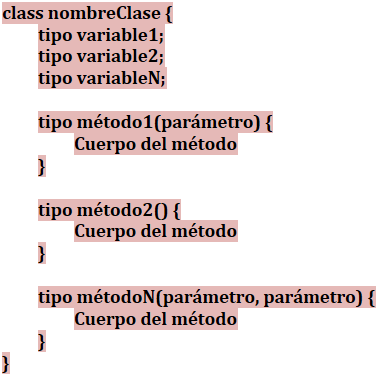 class nombreClase {
tipo variable1;
tipo variable2;
tipo variableN;
tipo método1(parámetro) {
Cuerpo del método
}
tipo método2() {
Cuerpo del método
}
tipo métodoN(parámetro, parámetro) {
Cuerpo del método
}
}